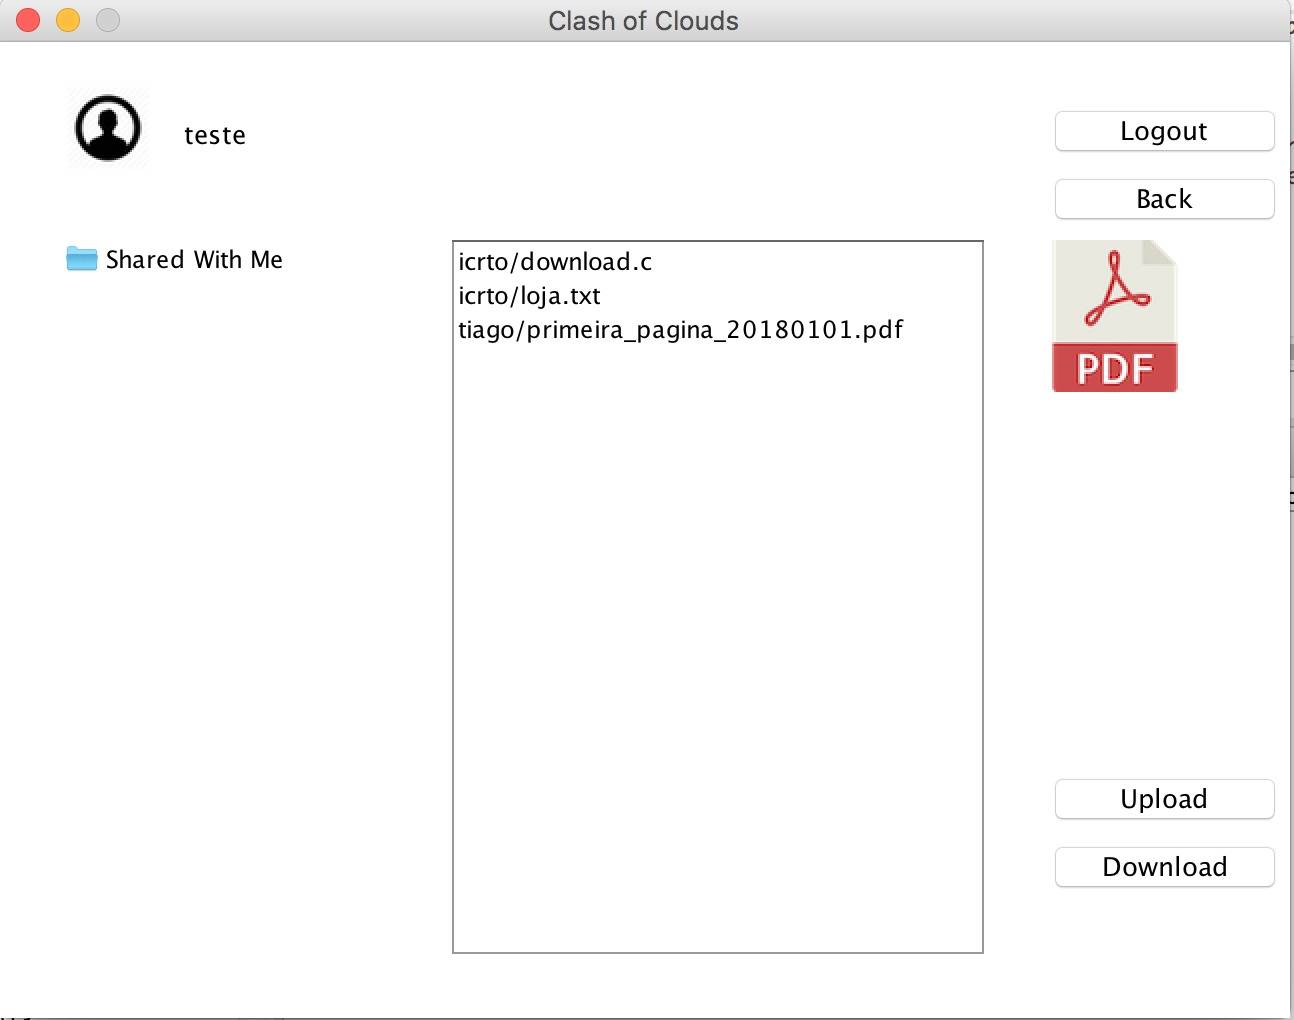 Clash of Clouds
teste
Logout
Back
Shared With Me
icrto/download.c
icrto/loja.txt
tiago/primeira_pagina_20180101.pdf
PDF
Upload
Download